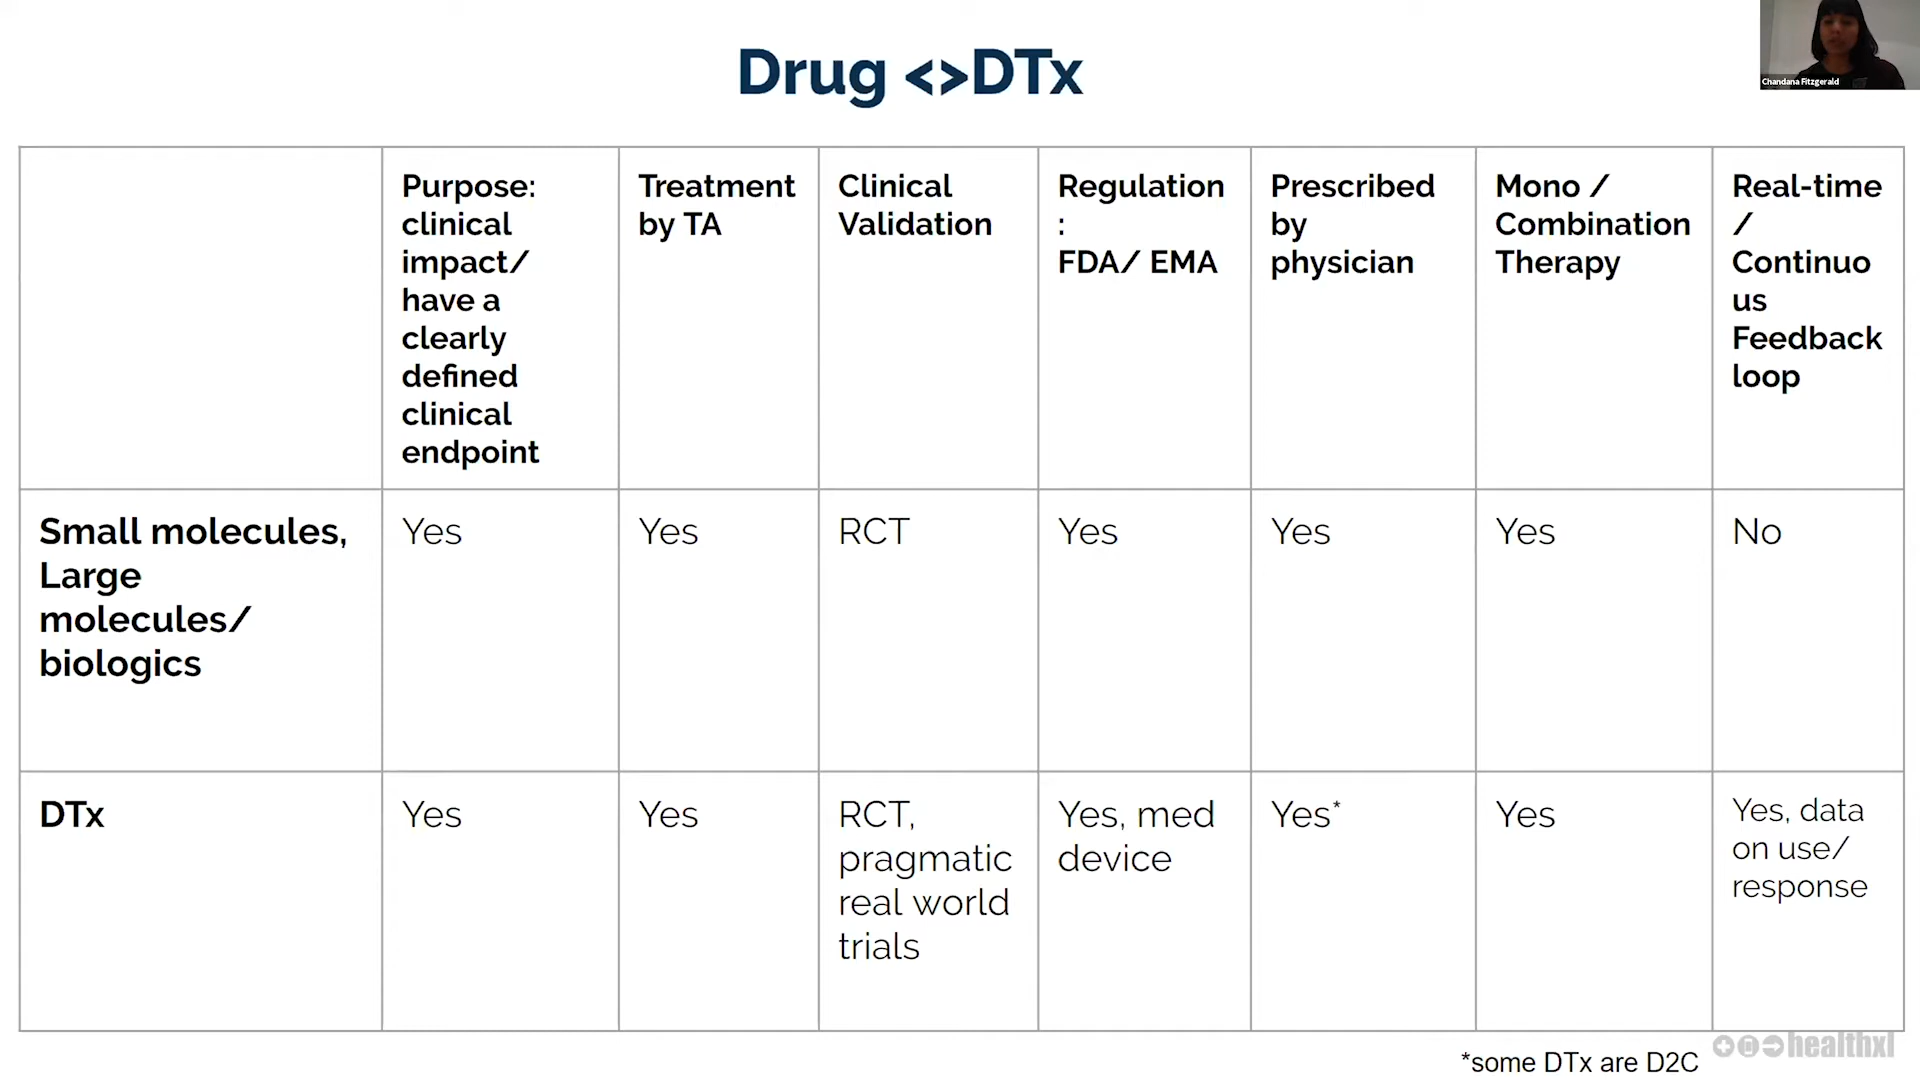 Drug <>DTx
Chandana Fitzgerald
Purpose:
clinical
impact/
have a
clearly
defined
clinical
endpoint
Treatment
by TA
Clinical
Validation
Regulation
:
FDA/ EMA
Prescribed
by
physician
Mono /
Combination
Therapy
Real-time
/
Continuo
us
Feedback
loop
Small molecules,
Large
molecules/
biologics
Yes
Yes
RCT
Yes
Yes
Yes
No
DTx
Yes
Yes
RCT,
pragmatic
real world
trials
Yes, med
device
Yes*
Yes
Yes, data
on use/
response
*some DTx are D2C
healthxl